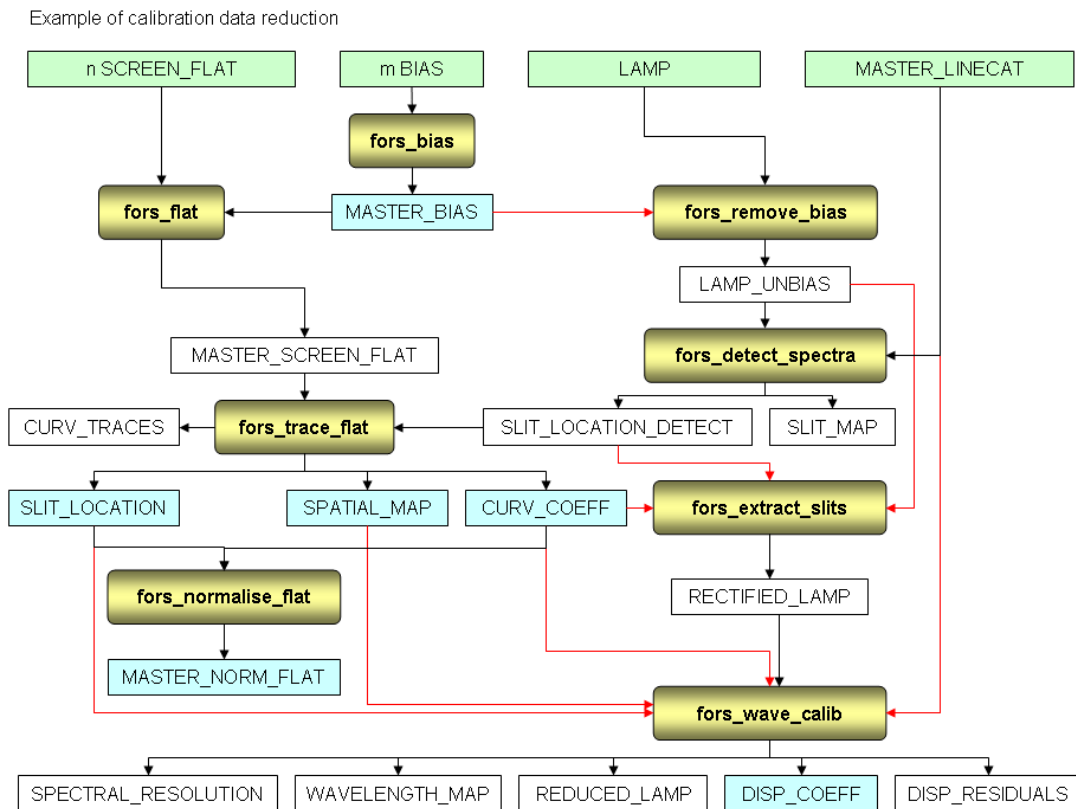 Example of calibration data reduction
n SCREEN_FLAT
m BIAS
LAMP
MASTER_LINECAT
fors_bias
fors_flat
MASTER_BIAS
fors_remove_bias
LAMP_UNBIAS
MASTER_SCREEN_FLAT
fors_detect_spectra
CURV_TRACES
fors_trace_flat
SLIT_LOCATION_DETECT
SLIT_MAP
SLIT_LOCATION
SPATIAL_MAP
CURV_COEFF
fors_extract_slits
fors_normalise_flat
RECTIFIED_LAMP
MASTER_NORM_FLAT
fors_wave_calib
SPECTRAL_RESOLUTION
WAVELENGTH_MAP
REDUCED_LAMP
DISP_COEFF
DISP_RESIDUALS